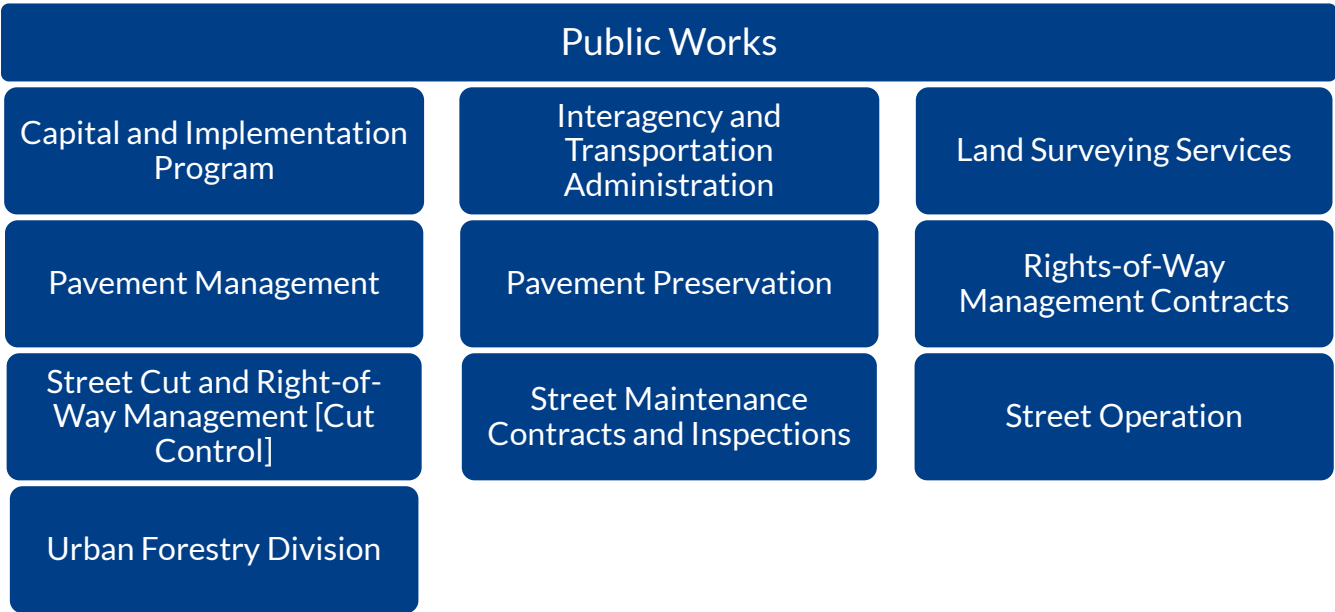 Public Works
Capital and Implementation
Program
Interagency and
Transportation
Administration
Land Surveying Services
Pavement Management
Pavement Preservation
Rights-of-Way
Management Contracts
Street Cut and Right-of-
Way Management [Cut
Control]
Street Maintenance
Contracts and Inspections
Street Operation
Urban Forestry Division